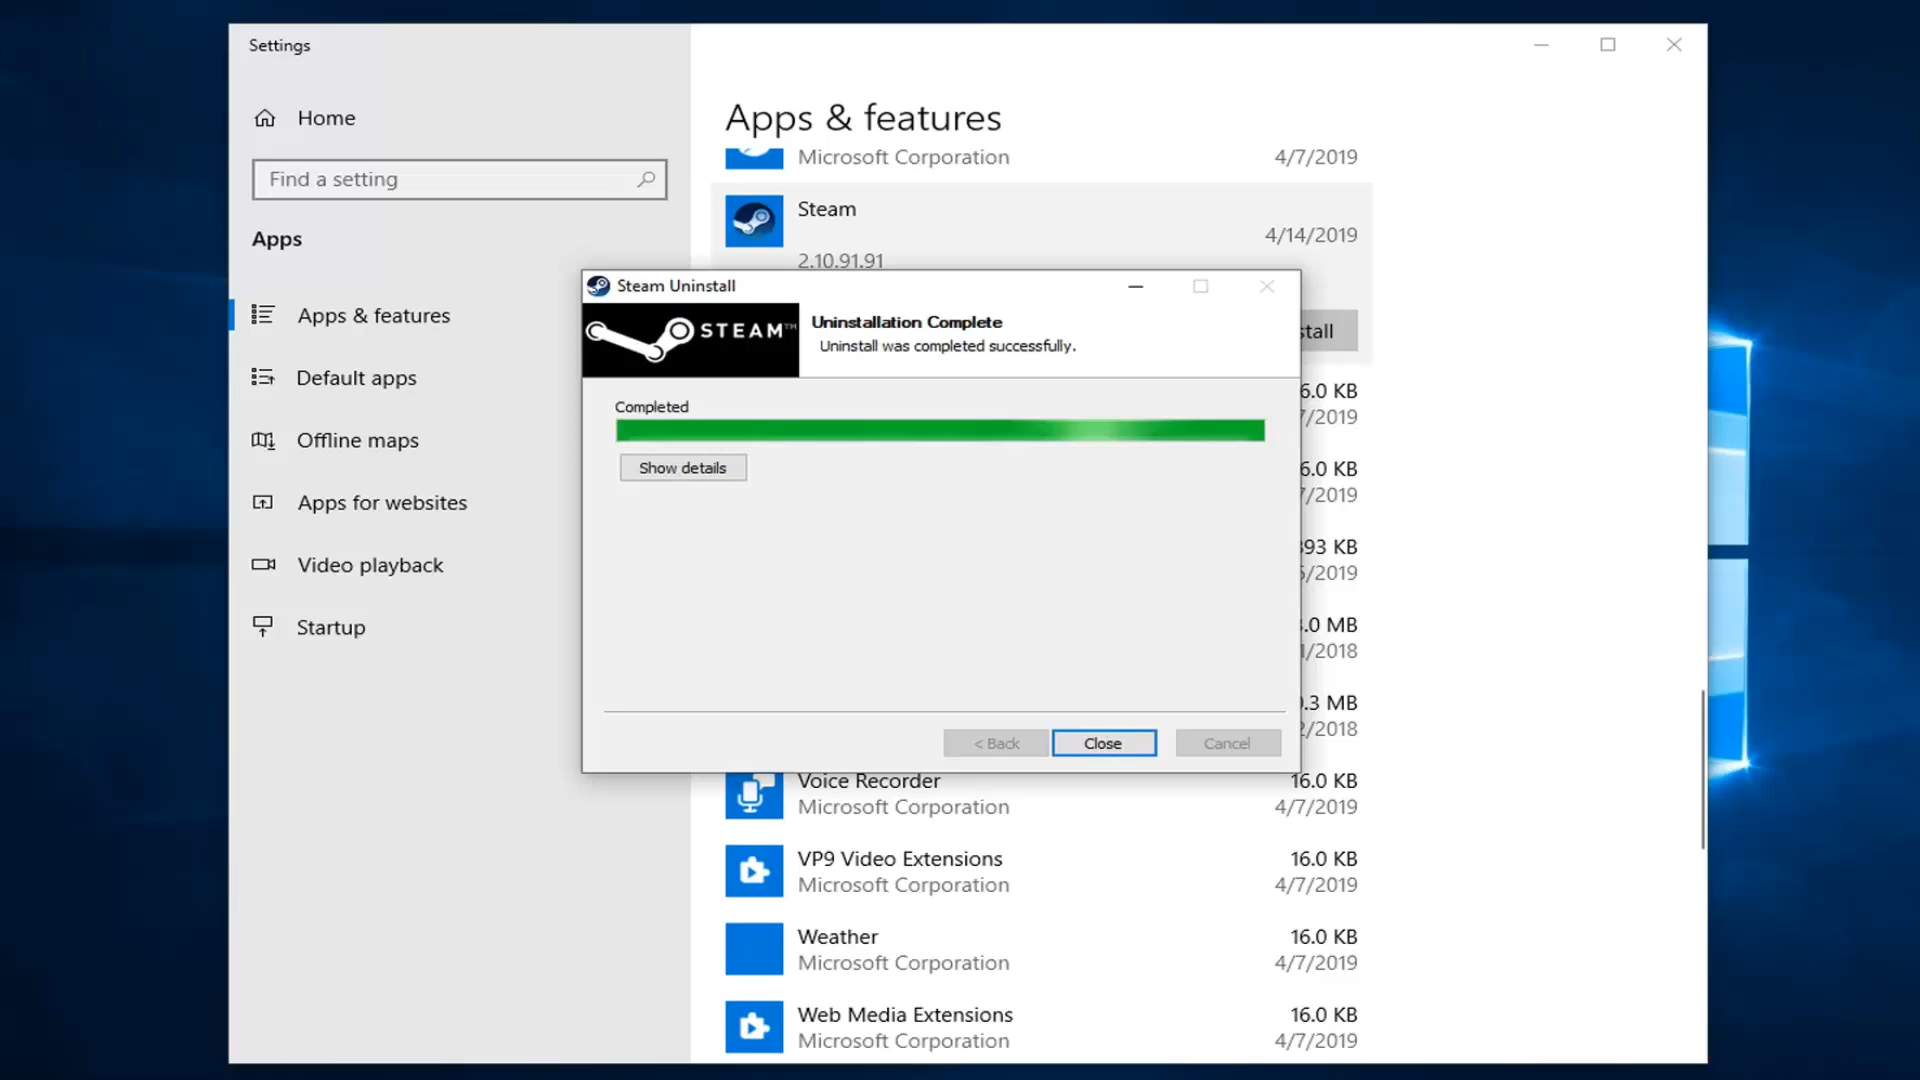 Settings
Home
Find a setting
Apps
Apps & features
Default apps
Offline maps
Apps for websites
Video playback
Startup
Apps & features
Microsoft Corporation 4/7/2019
Steam
4/14/2019
2.10.91.91
Steam Uninstall
STEAM™
Uninstallation Complete
Uninstall was completed successfully.
Completed
Show details
< Back
Close
Cancel
stall
6.0 KB
7/2019
6.0 KB
7/2019
93 KB
/2019
.0 MB
/2018
.3 MB
2/2018
Voice Recorder 16.0 KB
Microsoft Corporation 4/7/2019
VP9 Video Extensions 16.0 KB
Microsoft Corporation 4/7/2019
Weather 16.0 KB
Microsoft Corporation 4/7/2019
Web Media Extensions 16.0 KB
Microsoft Corporation 4/7/2019